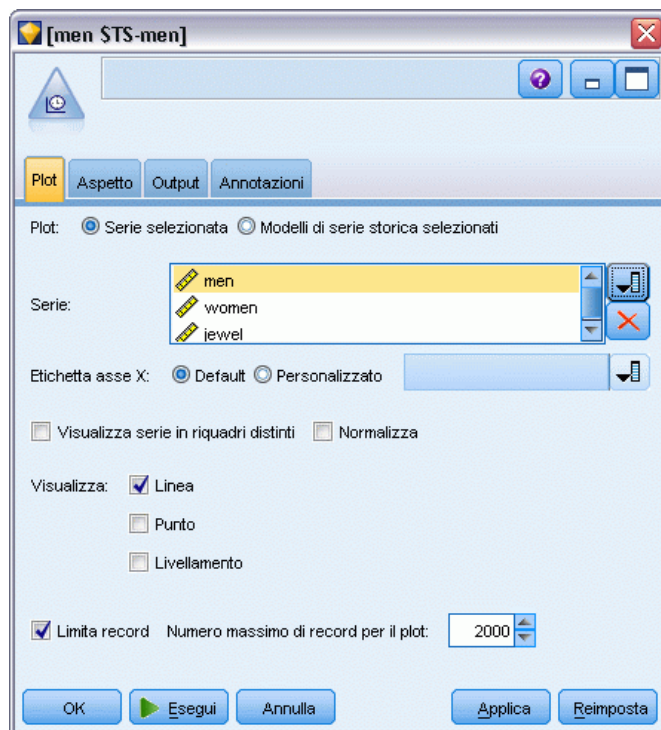 [men $TS-men]
Plot Aspetto Output Annotazioni
Plot: Serie selezionata Modelli di serie storica selezionati
Serie:
men
women
jewel
Etichetta asse X: Default Personalizzato
Visualizza serie in riquadri distinti Normalizza
Visualizza: Linea
Punto
Livellamento
Limita record Numero massimo di record per il plot: 2000
OK Esegui Annulla Applica Reimposta